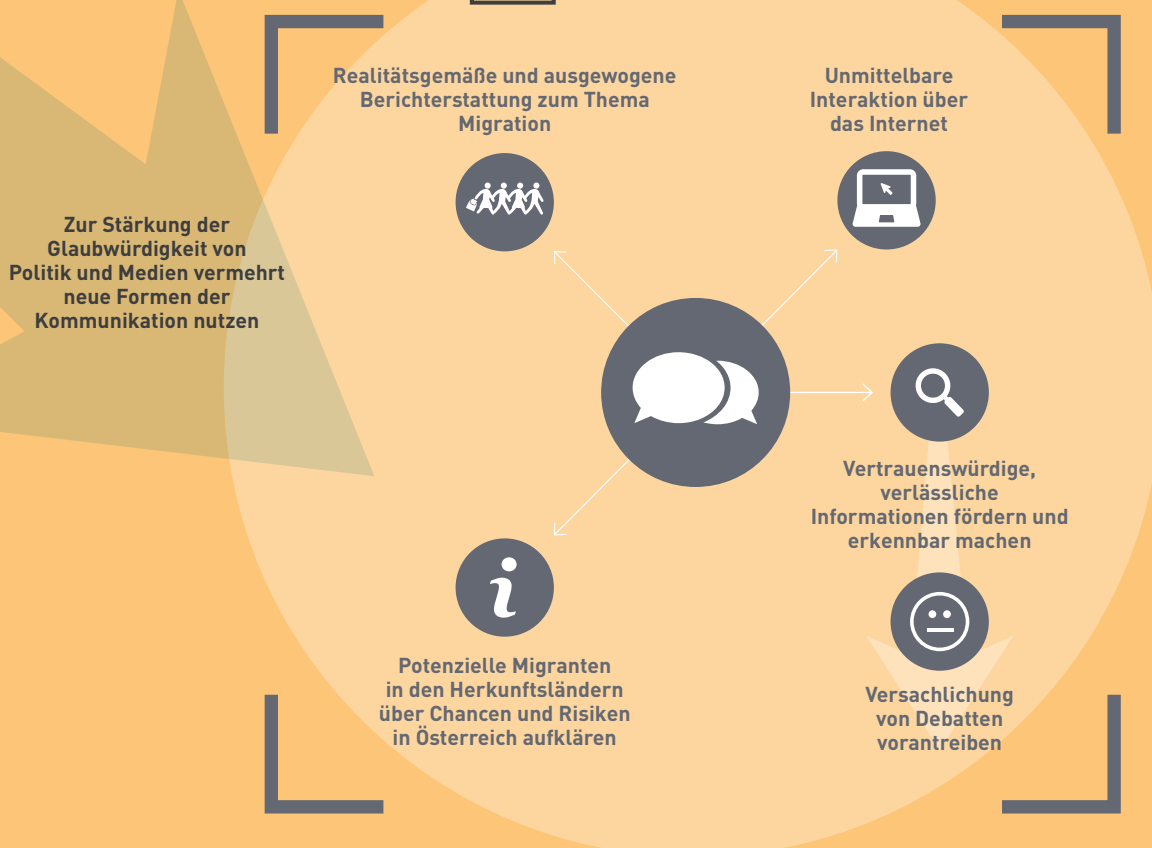 Realitätsgemäße und ausgewogene
Berichterstattung zum Thema
Migration
Unmittelbare
Interaktion über
das Internet
Zur Stärkung der
Glaubwürdigkeit von
Politik und Medien vermehrt
neue Formen der
Kommunikation nutzen
Vertrauenswürdige,
verlässliche
Informationen fördern und
erkennbar machen
Potenzielle Migranten
in den Herkunftsländern
über Chancen und Risiken
in Österreich aufklären
Versachlichung
von Debatten
vorantreiben